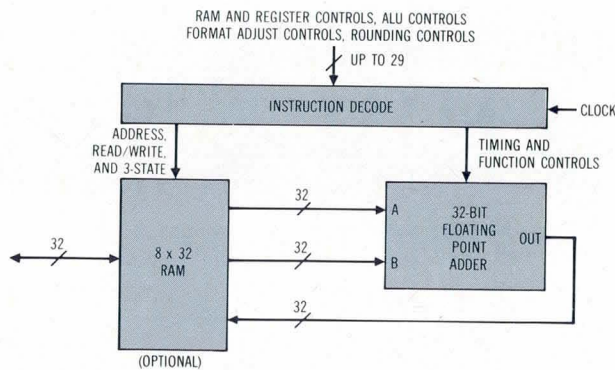 RAM AND REGISTER CONTROLS, ALU CONTROLS
FORMAT ADJUST CONTROLS, ROUNDING CONTROLS
UP TO 29
INSTRUCTION DECODE
CLOCK
ADDRESS,
READ/WRITE,
AND 3-STATE
TIMING AND
FUNCTION CONTROLS
32
32
8 x 32
RAM
32
32
A
B
32-BIT
FLOATING
POINT
ADDER
OUT
(OPTIONAL)